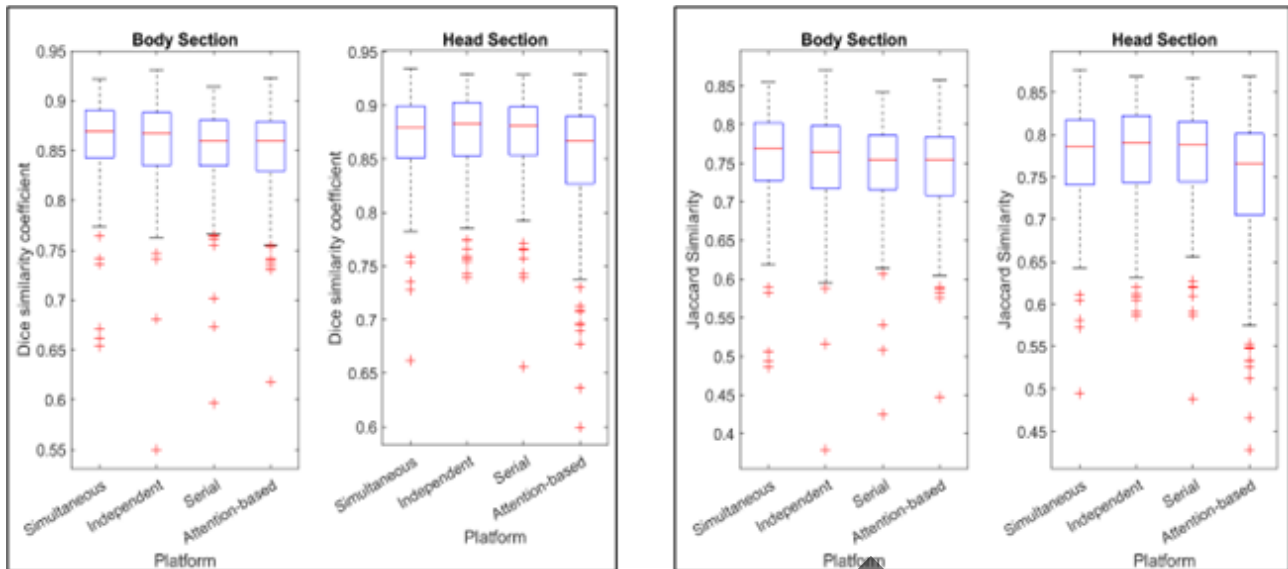 Body Section
Dice similarity coefficient
0.95
0.9
0.85
0.8
0.75
0.7
0.65
0.6
0.55
Simultaneous
Independent
Serial
Attention-based
Platform
Head Section
Dice similarity coefficient
0.95
0.9
0.85
0.8
0.75
0.7
0.65
0.6
Simultaneous
Independent
Serial
Attention-based
Platform
Body Section
Jaccard Similarity
0.85
0.8
0.75
0.7
0.65
0.6
0.55
0.5
0.45
0.4
Simultaneous
Independent
Serial
Attention-based
Platform
Head Section
Jaccard Similarity
0.85
0.8
0.75
0.7
0.65
0.6
0.55
0.5
0.45
Simultaneous
Independent
Serial
Attention-based
Platform